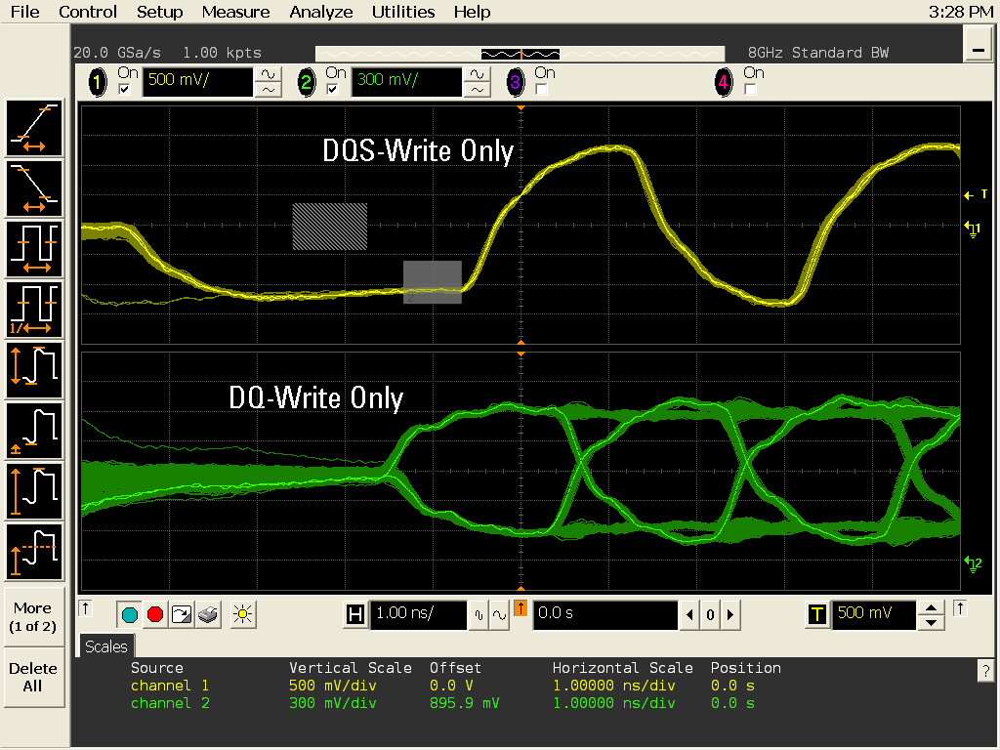 File Control Setup Measure Analyze Utilities Help 3:28 PM
20.0 GSa/s 1.00 kpts 8GHz Standard BW
1 On 500 mV/ 2 On 300 mV/ 3 On 4 On
DQS-Write Only
T
1
DQ-Write Only
2
1/
More
(1 of 2)
Delete
All
H 1.00 ns/ 0.0 s 0 T 500 mV
Scales
?
Source Vertical Scale Offset Horizontal Scale Position
channel 1 500 mV/div 0.0 V 1.00000 ns/div 0.0 s
channel 2 300 mV/div 895.9 mV 1.00000 ns/div 0.0 s